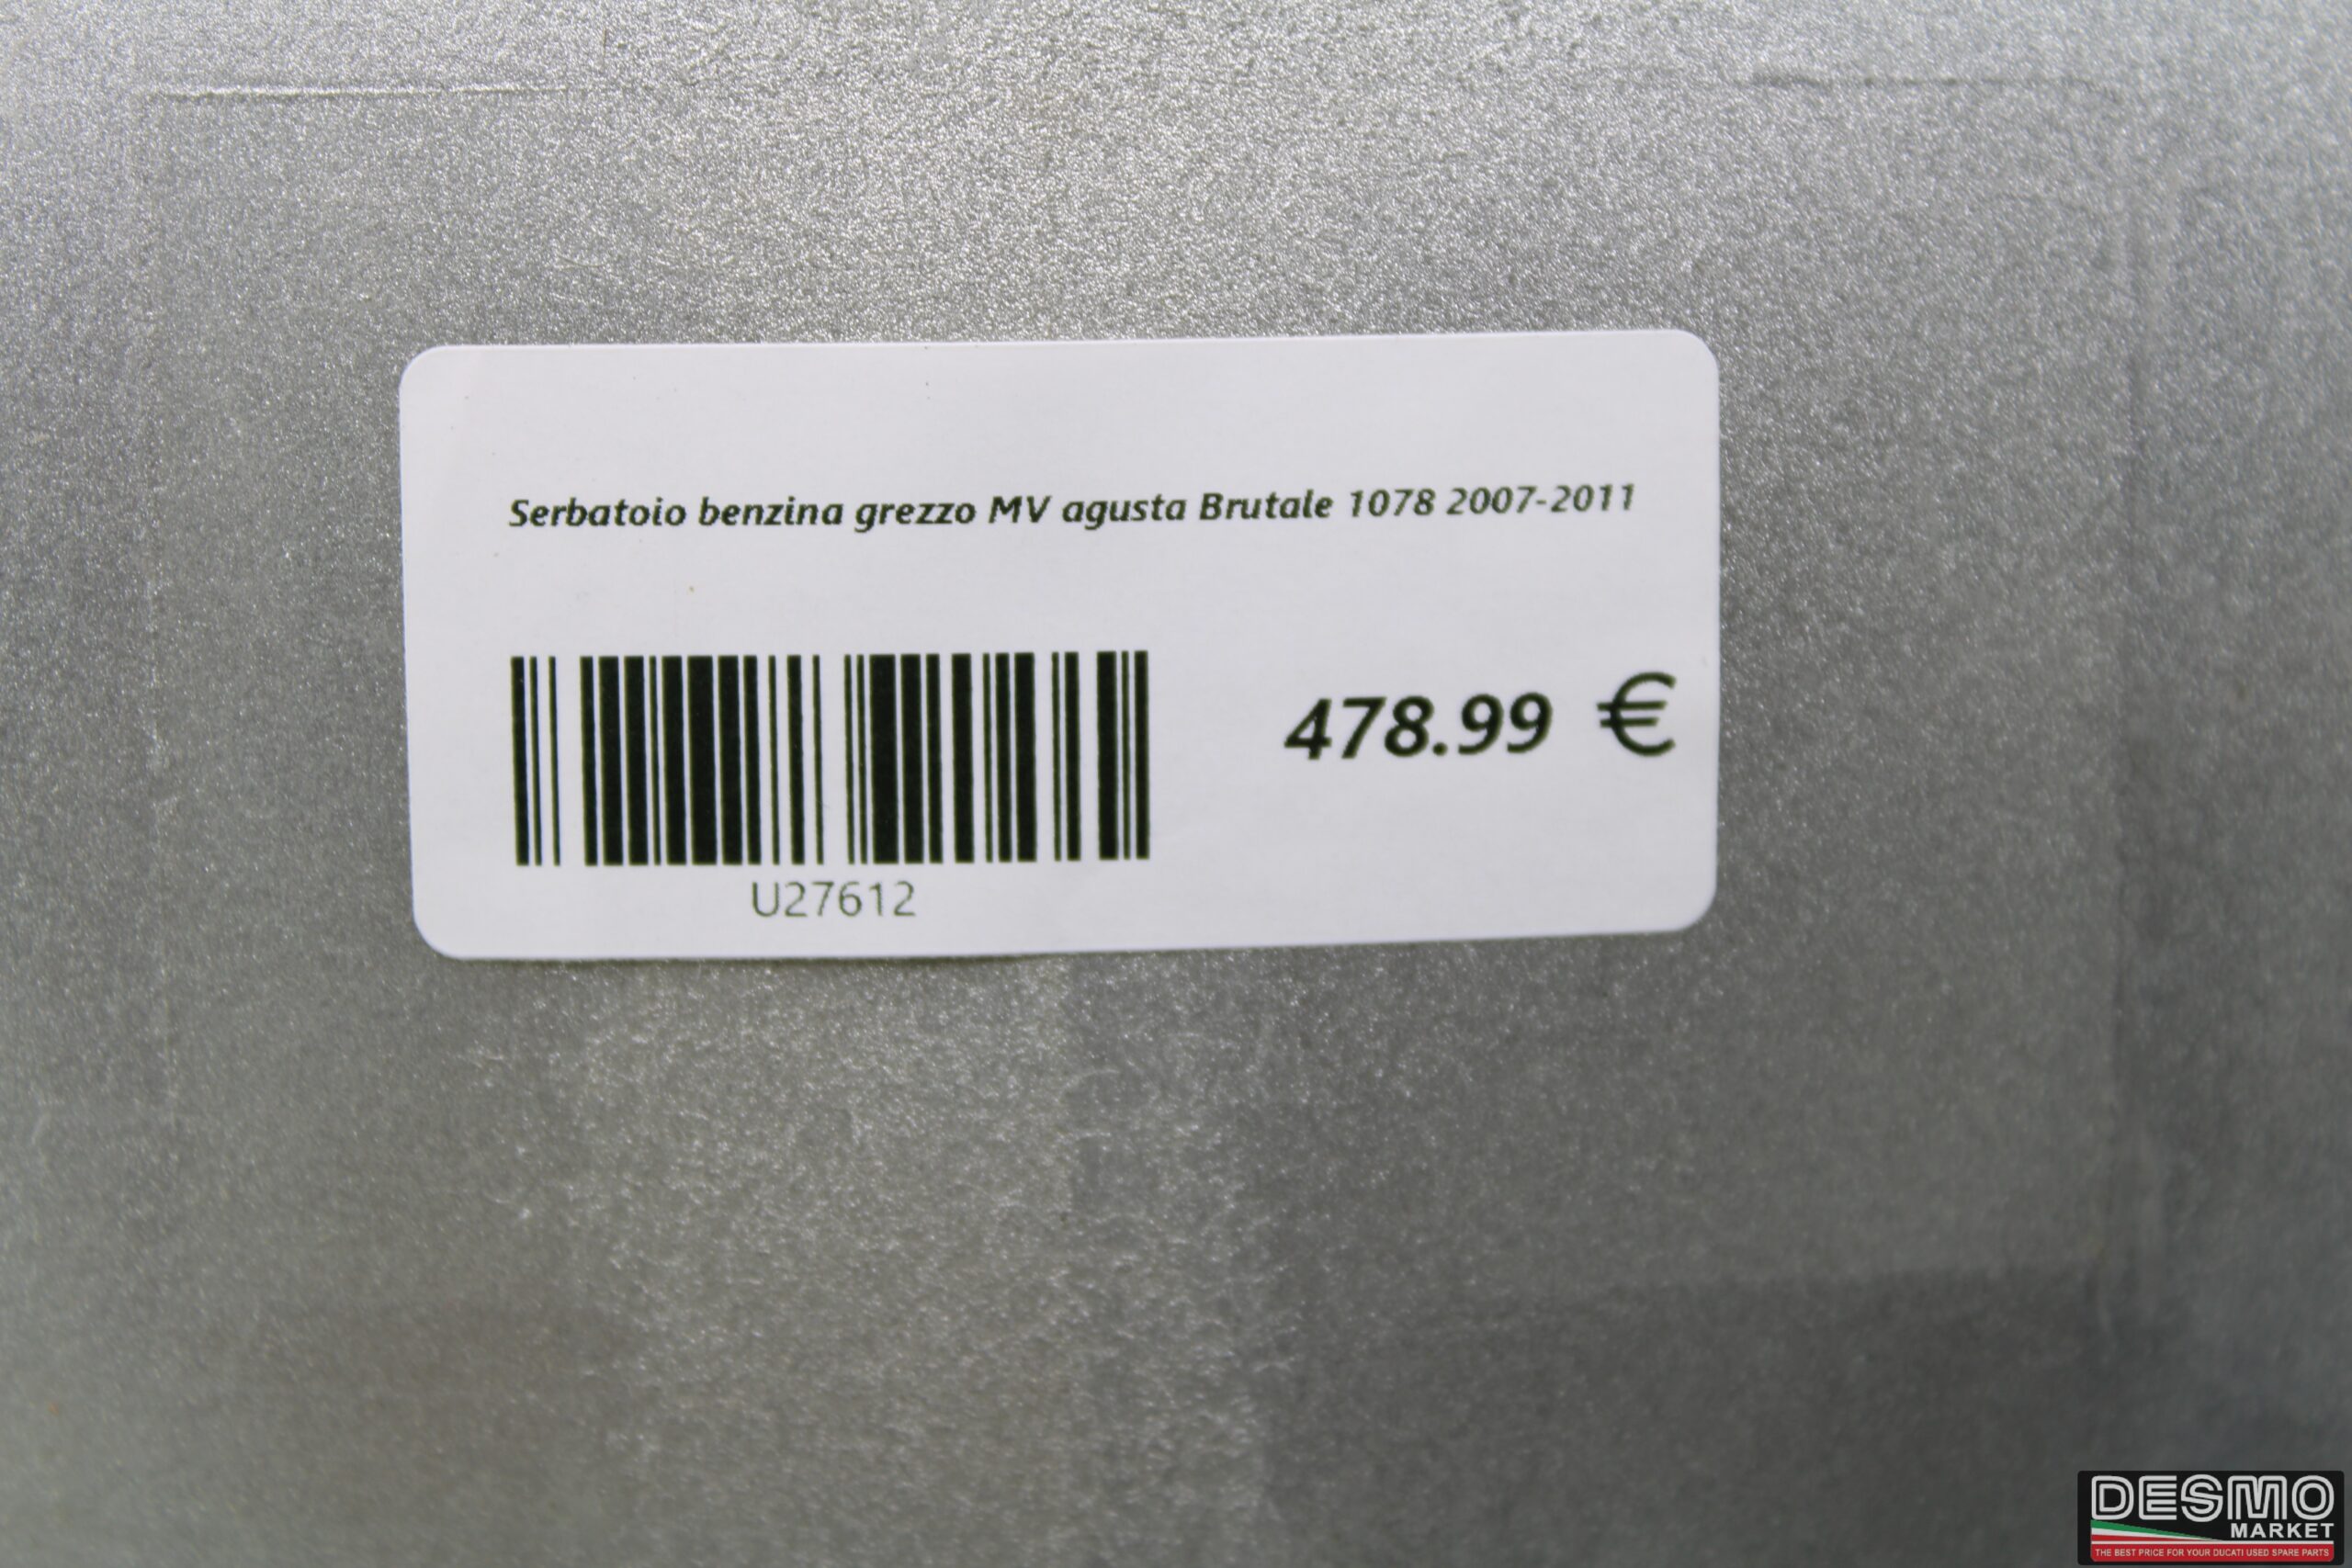 Serbatoio benzina grezzo MV agusta Brutale 1078 2007-2011
478.99 €
U27612
DESMO
MARKET
THE BEST PRICE FOR YOUR DUCATI USED SPARE PARTS